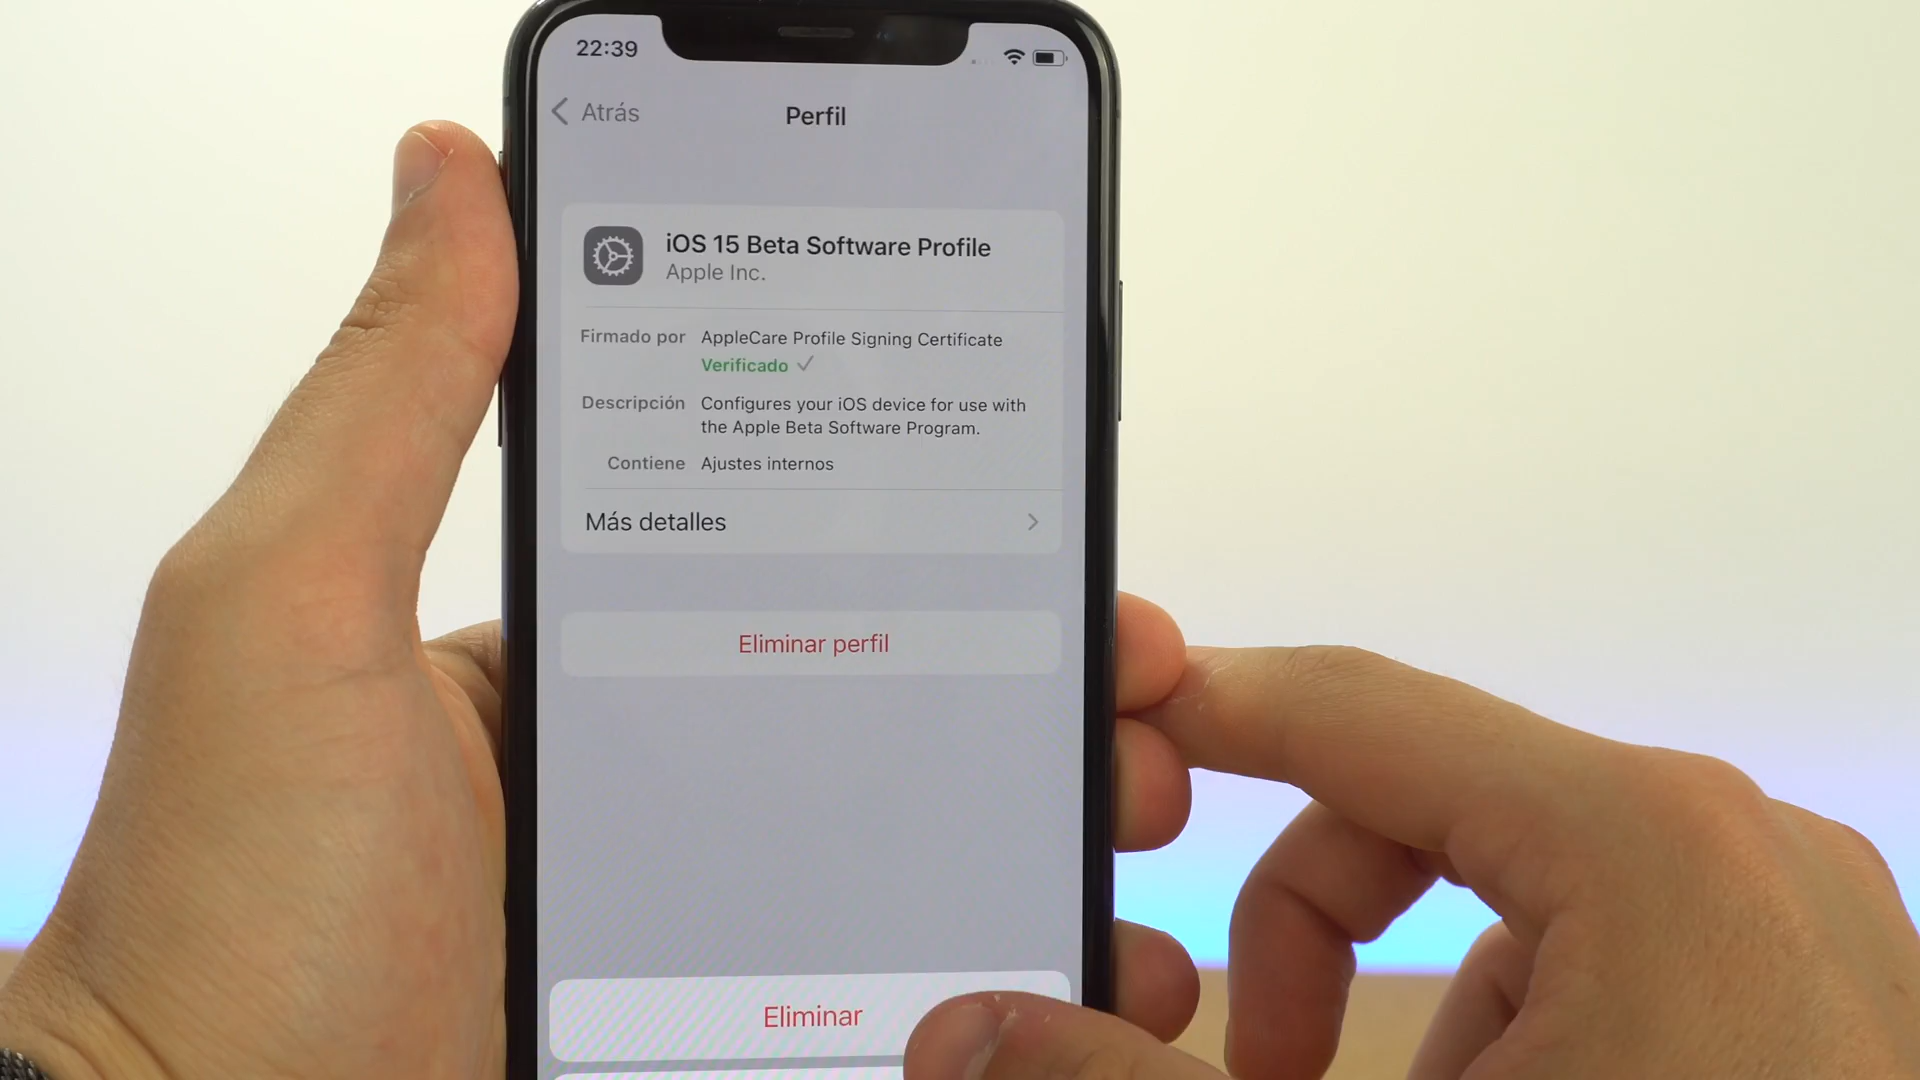 22:39
Atrás
Perfil
iOS 15 Beta Software Profile
Apple Inc.
Firmado por AppleCare Profile Signing Certificate
Verificado
Descripción Configures your iOS device for use with
the Apple Beta Software Program.
Contiene Ajustes internos
Más detalles
Eliminar perfil
Eliminar